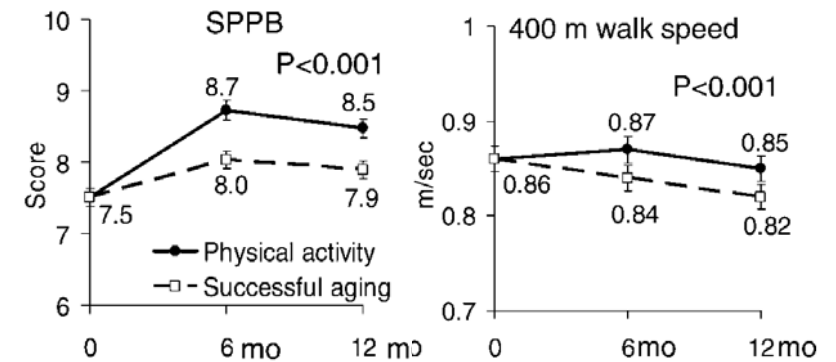 SPPB
P<0.001
10
9
8
7
6
Score
8.7
8.5
8.0
7.9
7.5
Physical activity
Successful aging
0 6 mo 12 mo
400 m walk speed
P<0.001
1
0.9
0.8
0.7
m/sec
0.87
0.85
0.86
0.84
0.82
0 6mo 12mo